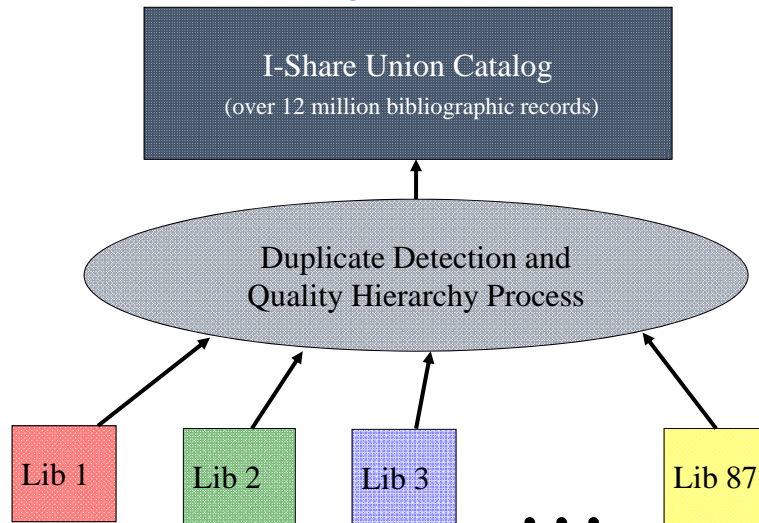 I-Share Union Catalog
(over 12 million bibliographic records)
Duplicate Detection and
Quality Hierarchy Process
Lib 1
Lib 2
Lib 3
. . . .
Lib 87